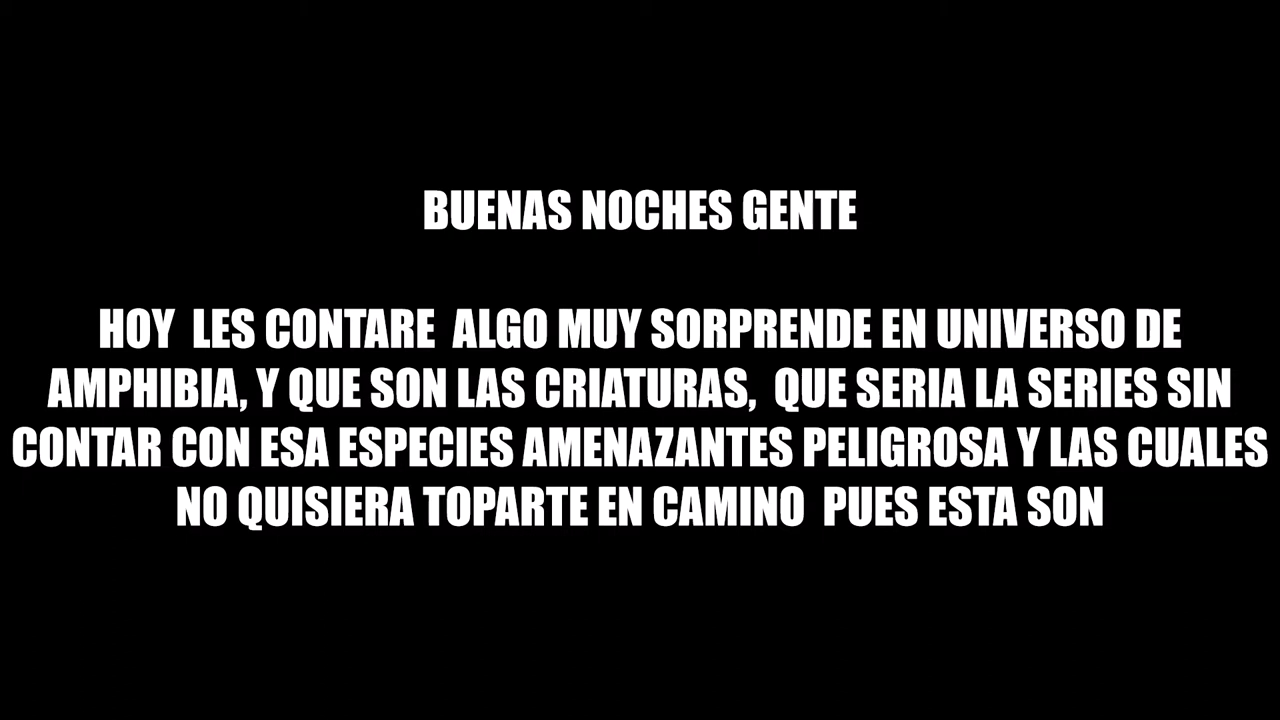 BUENAS NOCHES GENTE
HOY LES CONTARE ALGO MUY SORPRENDE EN UNIVERSO DE
AMPHIBIA, Y QUE SON LAS CRIATURAS, QUE SERIA LA SERIES SIN
CONTAR CON ESA ESPECIES AMENAZANTES PELIGROSA Y LAS CUALES
NO QUISIERA TOPARTE EN CAMINO PUES ESTA SON